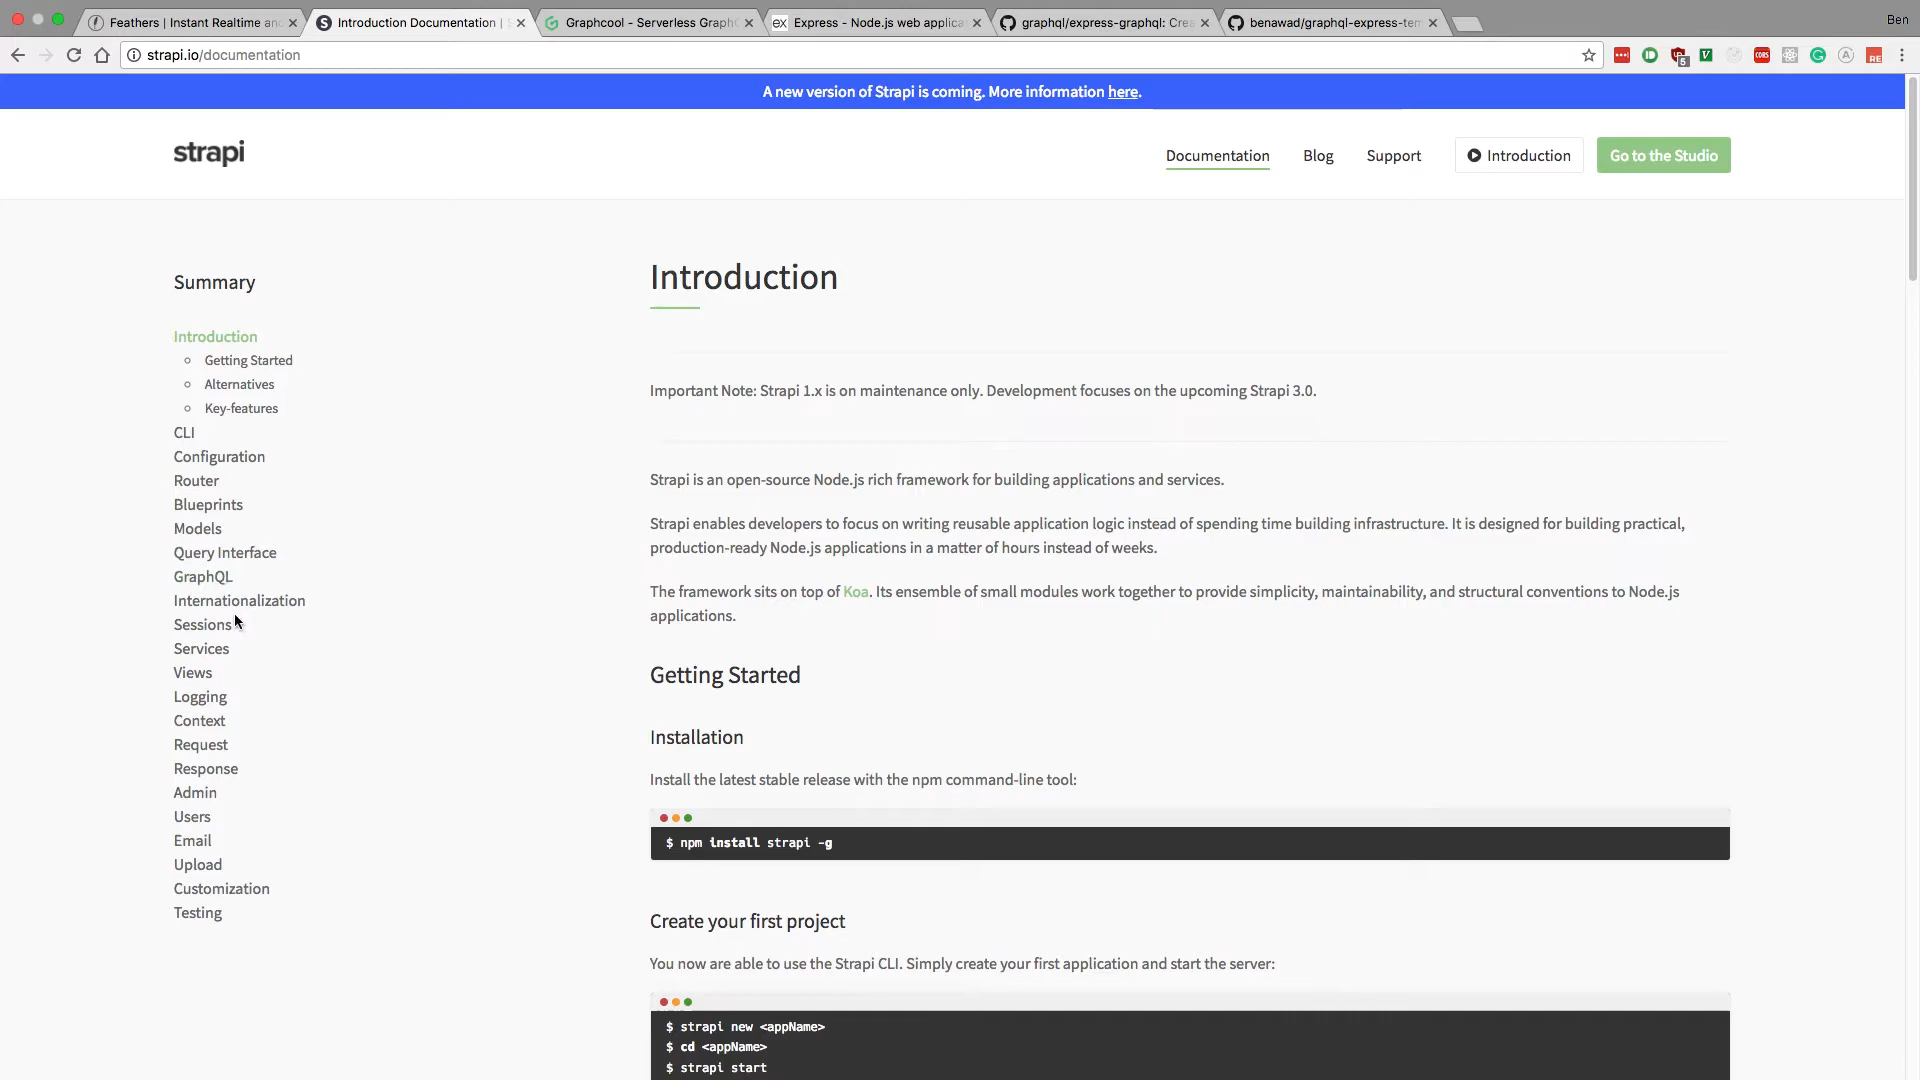 Feathers | Instant Realtime and
Introduction Documentation |
Graphcool - Serverless Graph
Express - Node.js web applica
graphql/express-graphql: Crea
benawad/graphql-express-tem
Ben
strapi.io/documentation
A new version of Strapi is coming. More information here.
strapi
Documentation
Blog
Support
Introduction
Go to the Studio
Summary
Introduction
Getting Started
Alternatives
Key-features
CLI
Configuration
Router
Blueprints
Models
Query Interface
GraphQL
Internationalization
Sessions
Services
Views
Logging
Context
Request
Response
Admin
Users
Email
Upload
Customization
Testing
Introduction
Important Note: Strapi 1.x is on maintenance only. Development focuses on the upcoming Strapi 3.0.
Strapi is an open-source Node.js rich framework for building applications and services.
Strapi enables developers to focus on writing reusable application logic instead of spending time building infrastructure. It is designed for building practical,
production-ready Node.js applications in a matter of hours instead of weeks.
The framework sits on top of Koa. Its ensemble of small modules work together to provide simplicity, maintainability, and structural conventions to Node.js
applications.
Getting Started
Installation
Install the latest stable release with the npm command-line tool:
$ npm install strapi -g
Create your first project
You now are able to use the Strapi CLI. Simply create your first application and start the server:
$ strapi new <appName>
$ cd <appName>
$ strapi start